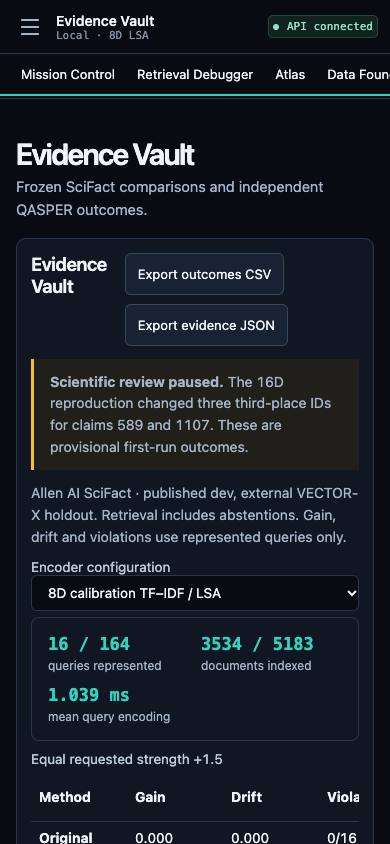 Evidence Vault
Local · 8D LSA
API connected
Mission Control Retrieval Debugger Atlas Data Foun
Evidence Vault
Frozen SciFact comparisons and independent
QASPER outcomes.
Evidence
Vault
Export outcomes CSV
Export evidence JSON
Scientific review paused. The 16D
reproduction changed three third-place IDs
for claims 589 and 1107. These are
provisional first-run outcomes.
Allen AI SciFact · published dev, external VECTOR-
X holdout. Retrieval includes abstentions. Gain,
drift and violations use represented queries only.
Encoder configuration
8D calibration TF–IDF / LSA
16 / 164 3534 / 5183
queries represented documents indexed
1.039 ms
mean query encoding
Equal requested strength +1.5
Method Gain Drift Viola
Original 0.000 0.000 0/16